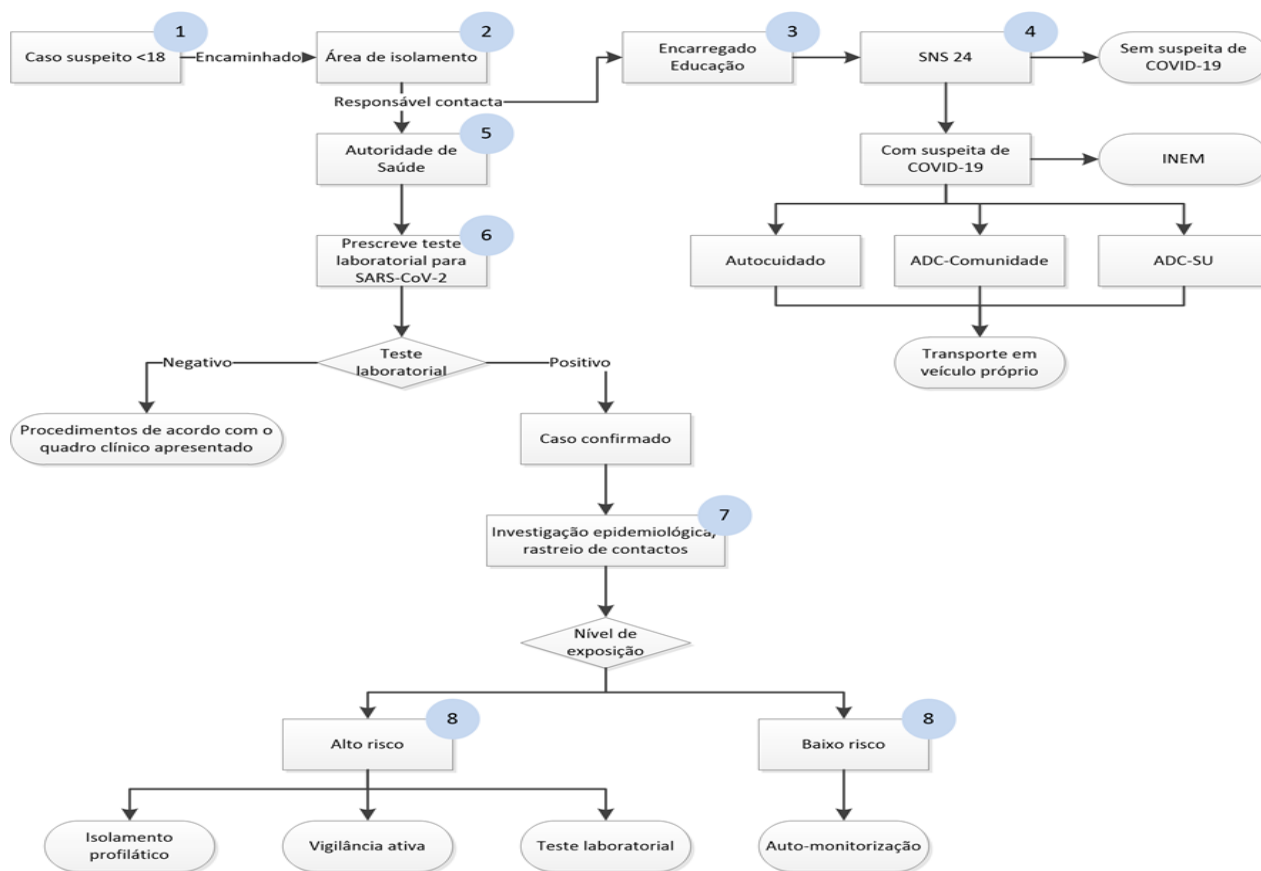 1
Caso suspeito <18
Encaminhado
2
Área de isolamento
Responsável contacta
3
Encarregado
Educação
4
SNS 24
Sem suspeita de
COVID-19
5
Autoridade de
Saúde
Com suspeita de
COVID-19
INEM
6
Prescreve teste
laboratorial para
SARS-CoV-2
Autocuidado
ADC-Comunidade
ADC-SU
Transporte em
veículo próprio
Teste
laboratorial
Negativo
Positivo
Procedimentos de acordo com o
quadro clínico apresentado
Caso confirmado
7
Investigação epidemiológica/
rastreio de contactos
Nível de
exposição
8
Alto risco
8
Baixo risco
Isolamento
profilático
Vigilância ativa
Teste laboratorial
Auto-monitorização